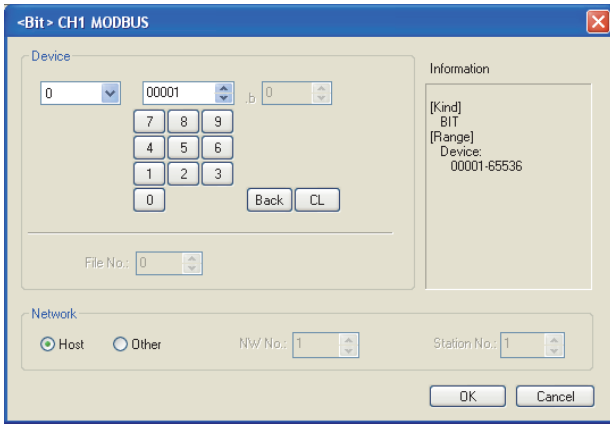 <Bit> CH1 MODBUS
Device
0 00001 .b 0
7 8 9
4 5 6
1 2 3
0 Back CL
File No.: 0
Information
[Kind]
BIT
[Range]
Device:
00001-65536
Network
Host Other NW No.: 1 Station No.: 1
OK Cancel